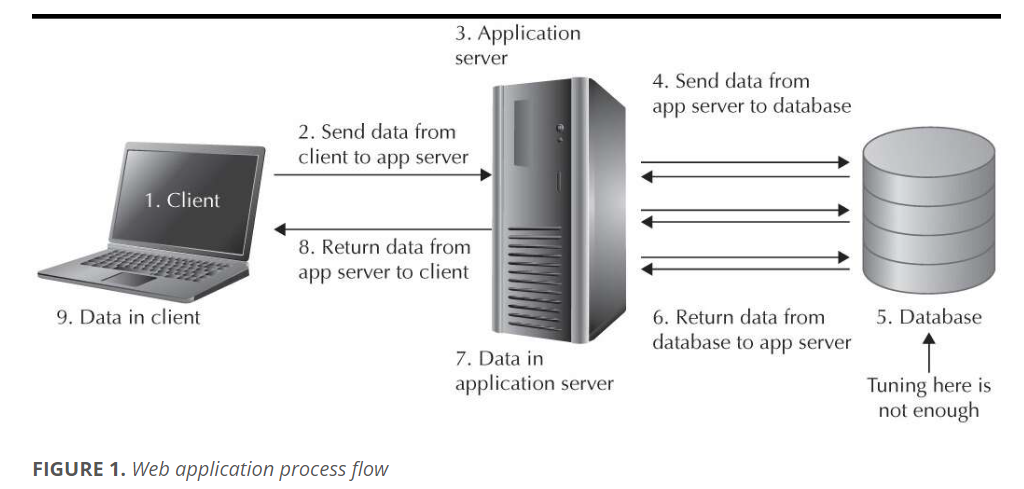 3. Application
server
4. Send data from
app server to database
2. Send data from
client to app server
1. Client
8. Return data from
app server to client
9. Data in client
6. Return data from
database to app server
5. Database
7. Data in
application server
Tuning here is
not enough
FIGURE 1. Web application process flow